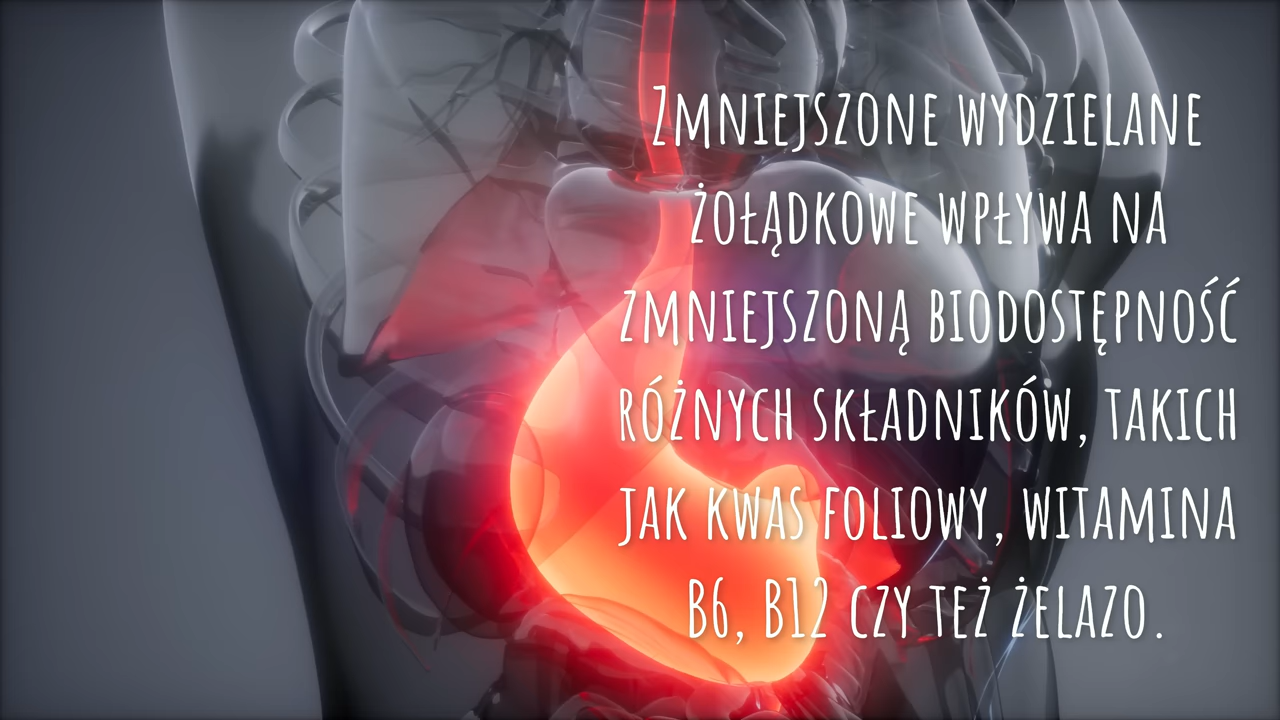 Zmniejszone wydzielane
żołądkowe wpływa na
zmniejszoną biodostępność
różnych składników, takich
jak kwas foliowy, witamina
B6, B12 czy też żelazo.